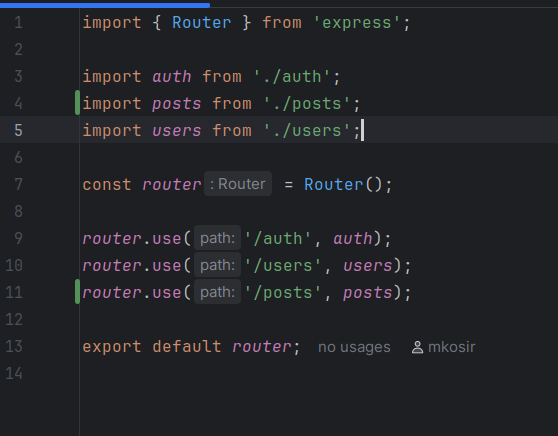 1 import { Router } from 'express';
2
3 import auth from './auth';
4 import posts from './posts';
5 import users from './users';
6
7 const router : Router = Router();
8
9 router.use( path: '/auth', auth);
10 router.use( path: '/users', users);
11 router.use( path: '/posts', posts);
12
13 export default router; no usages mkosir
14